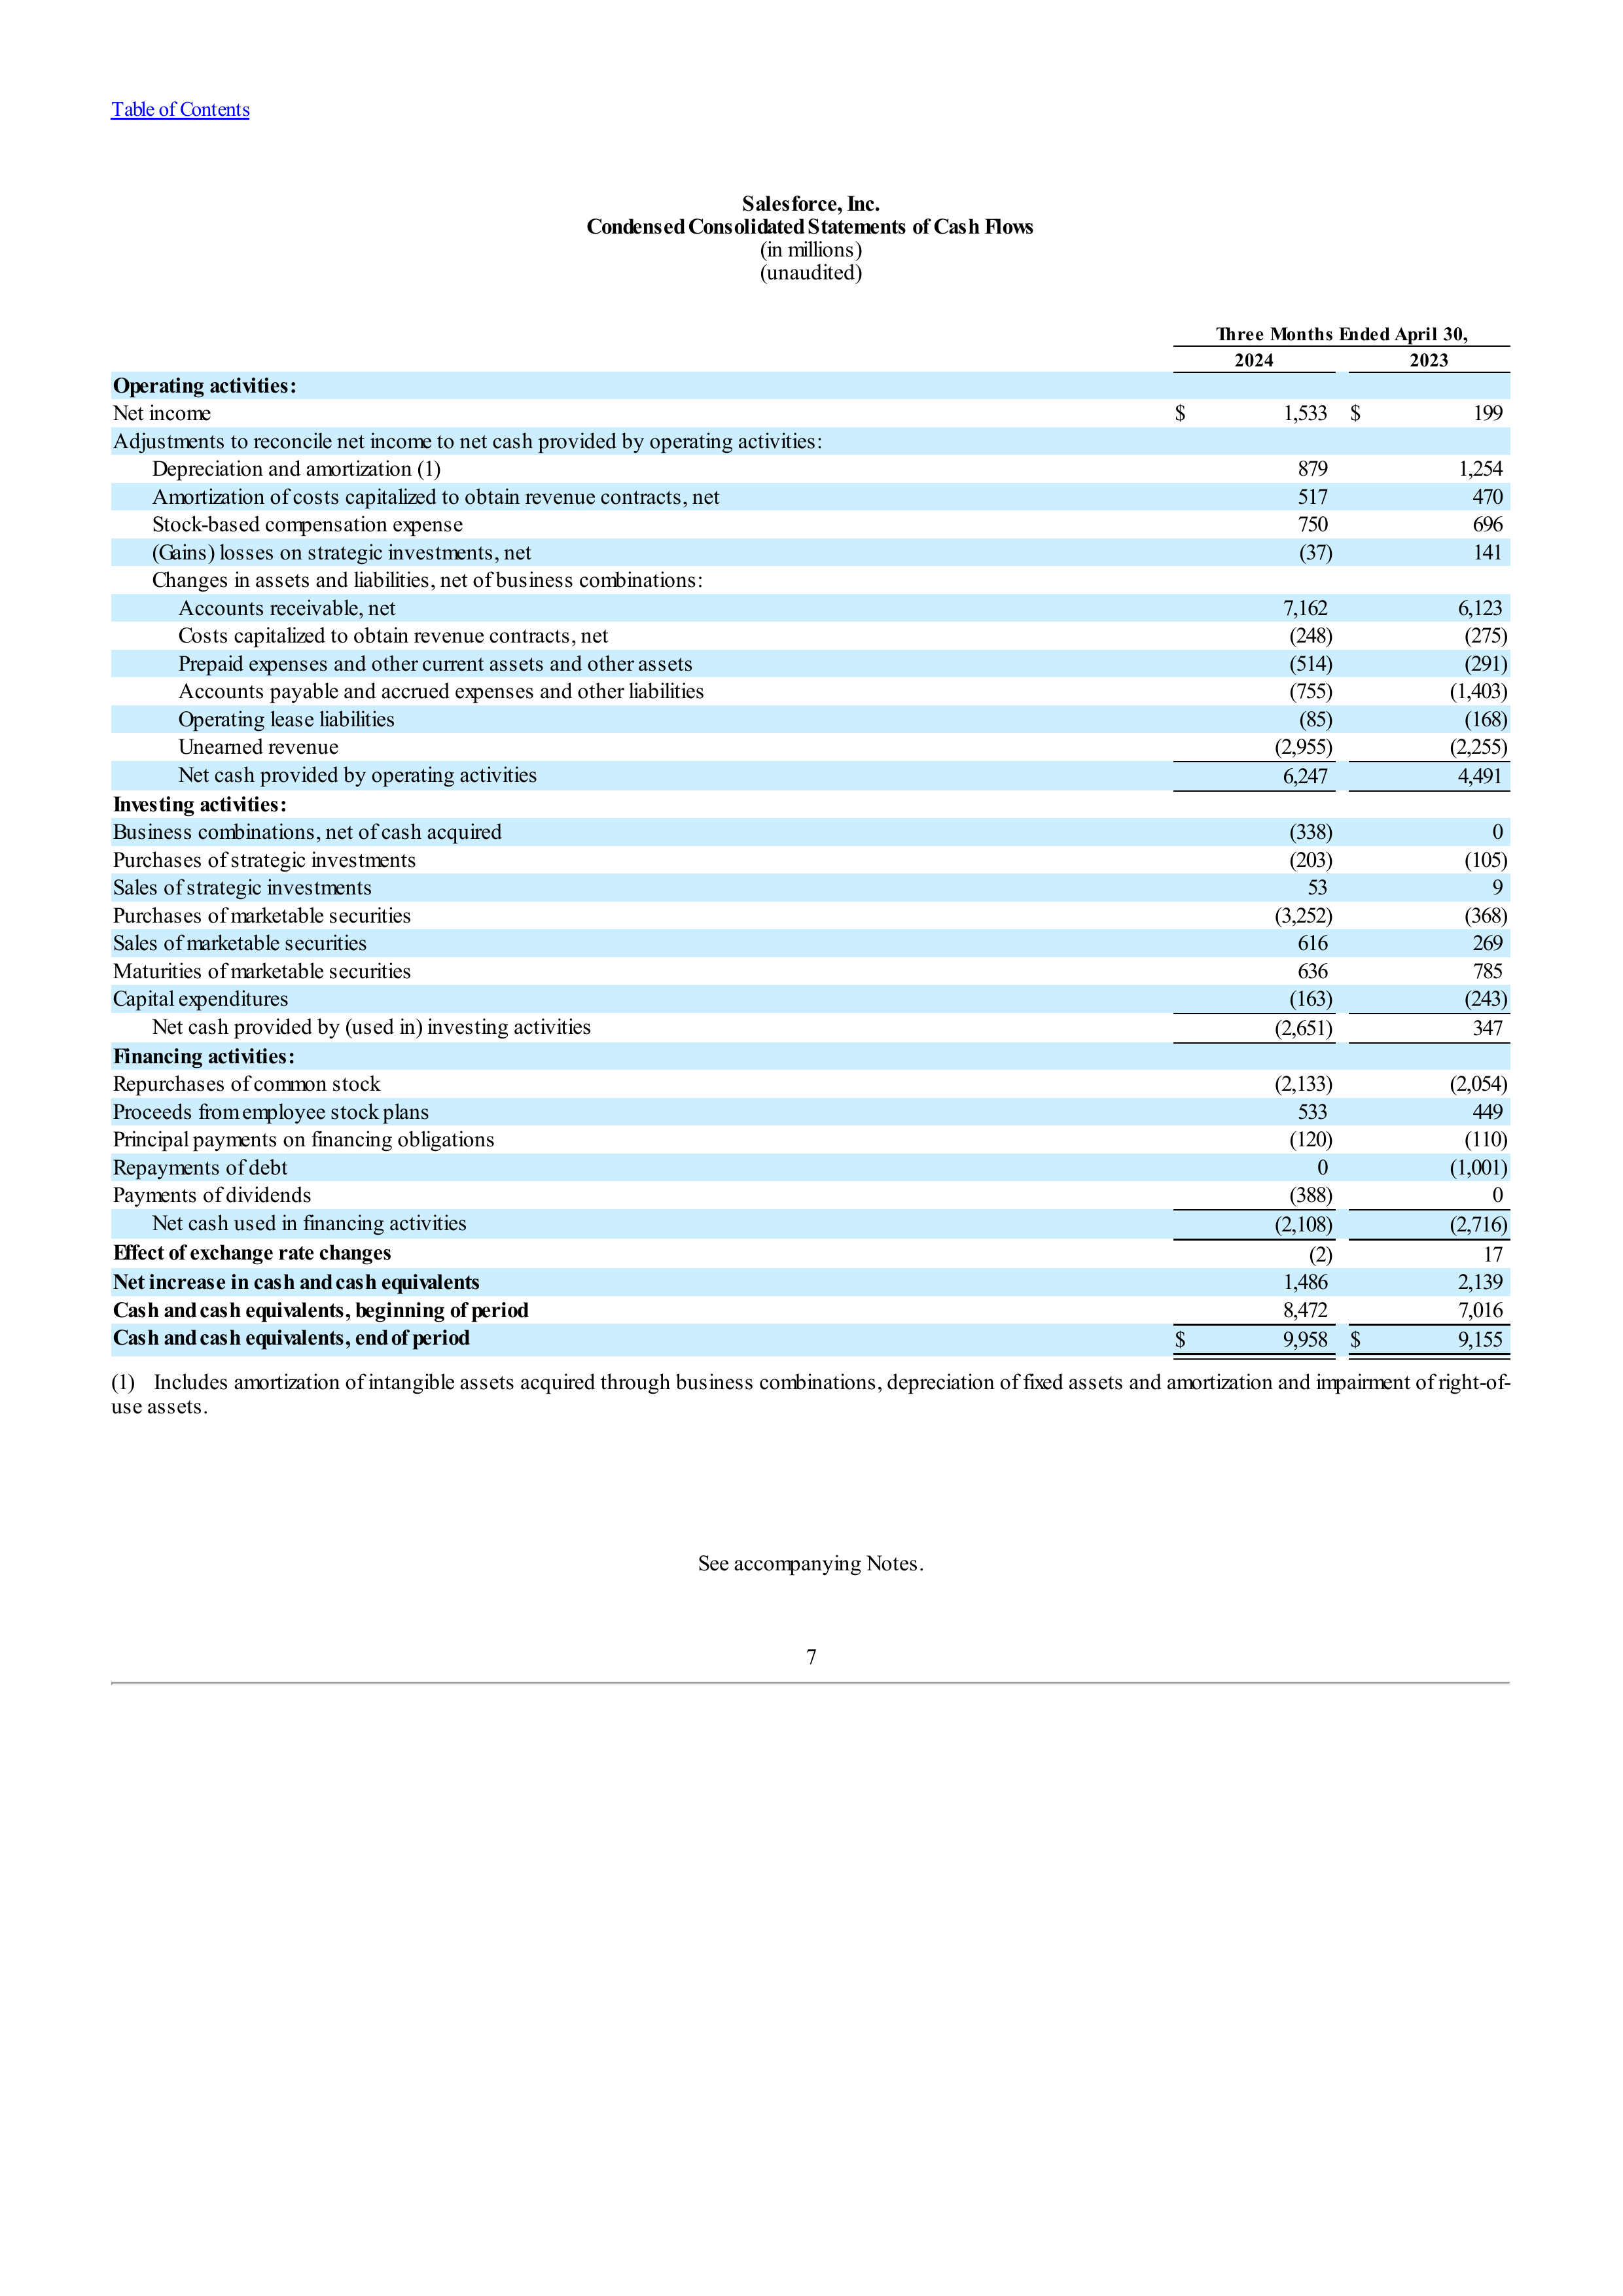 Table of Contents
Salesforce, Inc.
Condensed Consolidated Statements of Cash Flows
(in millions)
(unaudited)
Three Months Ended April 30,
2024 2023
Operating activities:
Net income $ 1,533 $ 199
Adjustments to reconcile net income to net cash provided by operating activities:
Depreciation and amortization (1) 879 1,254
Amortization of costs capitalized to obtain revenue contracts, net 517 470
Stock-based compensation expense 750 696
(Gains) losses on strategic investments, net (37) 141
Changes in assets and liabilities, net of business combinations:
Accounts receivable, net 7,162 6,123
Costs capitalized to obtain revenue contracts, net (248) (275)
Prepaid expenses and other current assets and other assets (514) (291)
Accounts payable and accrued expenses and other liabilities (755) (1,403)
Operating lease liabilities (85) (168)
Unearned revenue (2,955) (2,255)
Net cash provided by operating activities 6,247 4,491
Investing activities:
Business combinations, net of cash acquired (338) 0
Purchases of strategic investments (203) (105)
Sales of strategic investments 53 9
Purchases of marketable securities (3,252) (368)
Sales of marketable securities 616 269
Maturities of marketable securities 636 785
Capital expenditures (163) (243)
Net cash provided by (used in) investing activities (2,651) 347
Financing activities:
Repurchases of common stock (2,133) (2,054)
Proceeds from employee stock plans 533 449
Principal payments on financing obligations (120) (110)
Repayments of debt 0 (1,001)
Payments of dividends (388) 0
Net cash used in financing activities (2,108) (2,716)
Effect of exchange rate changes (2) 17
Net increase in cash and cash equivalents 1,486 2,139
Cash and cash equivalents, beginning of period 8,472 7,016
Cash and cash equivalents, end of period $ 9,958 $ 9,155
(1) Includes amortization of intangible assets acquired through business combinations, depreciation of fixed assets and amortization and impairment of right-of-
use assets.
See accompanying Notes.
7